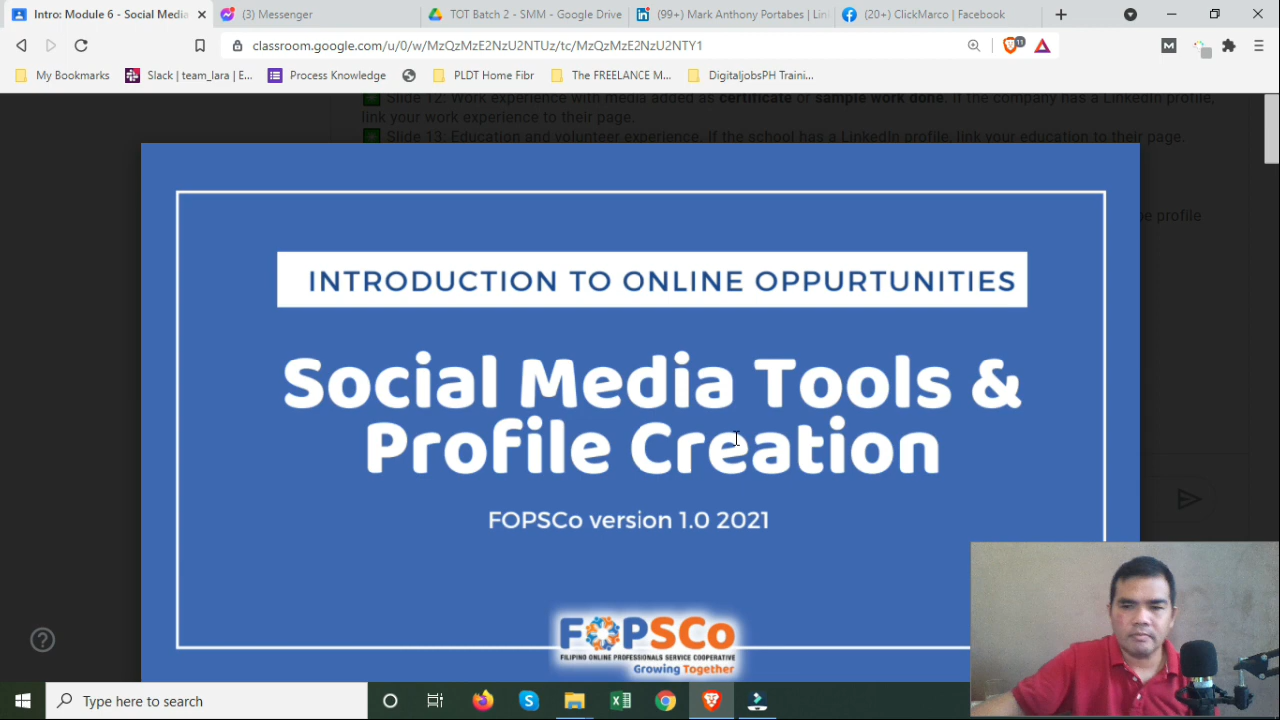 Intro: Module 6 - Social Media
(3) Messenger
TOT Batch 2 - SMM - Google Drive
(99+) Mark Anthony Portabes | Lin
(20+) ClickMarco | Facebook
classroom.google.com/u/0/w/MzQzMzE2NzU2NTUz/tc/MzQzMzE2NzU2NTY1
11
M
My Bookmarks
Slack | team_lara | E...
Process Knowledge
PLDT Home Fibr
The FREELANCE M...
DigitaljobsPH Traini...
Slide 12: Work experience with media added as certificate or sample work done. If the company has a LinkedIn profile,
link your work experience to their page.
Slide 13: Education and volunteer experience. If the school has a LinkedIn profile, link your education to their page.
profile
INTRODUCTION TO ONLINE OPPURTUNITIES
Social Media Tools &
Profile Creation
FOPSCo version 1.0 2021
FOPSCo
FILIPINO ONLINE PROFESSIONALS SERVICE COOPERATIVE
Growing Together
Type here to search